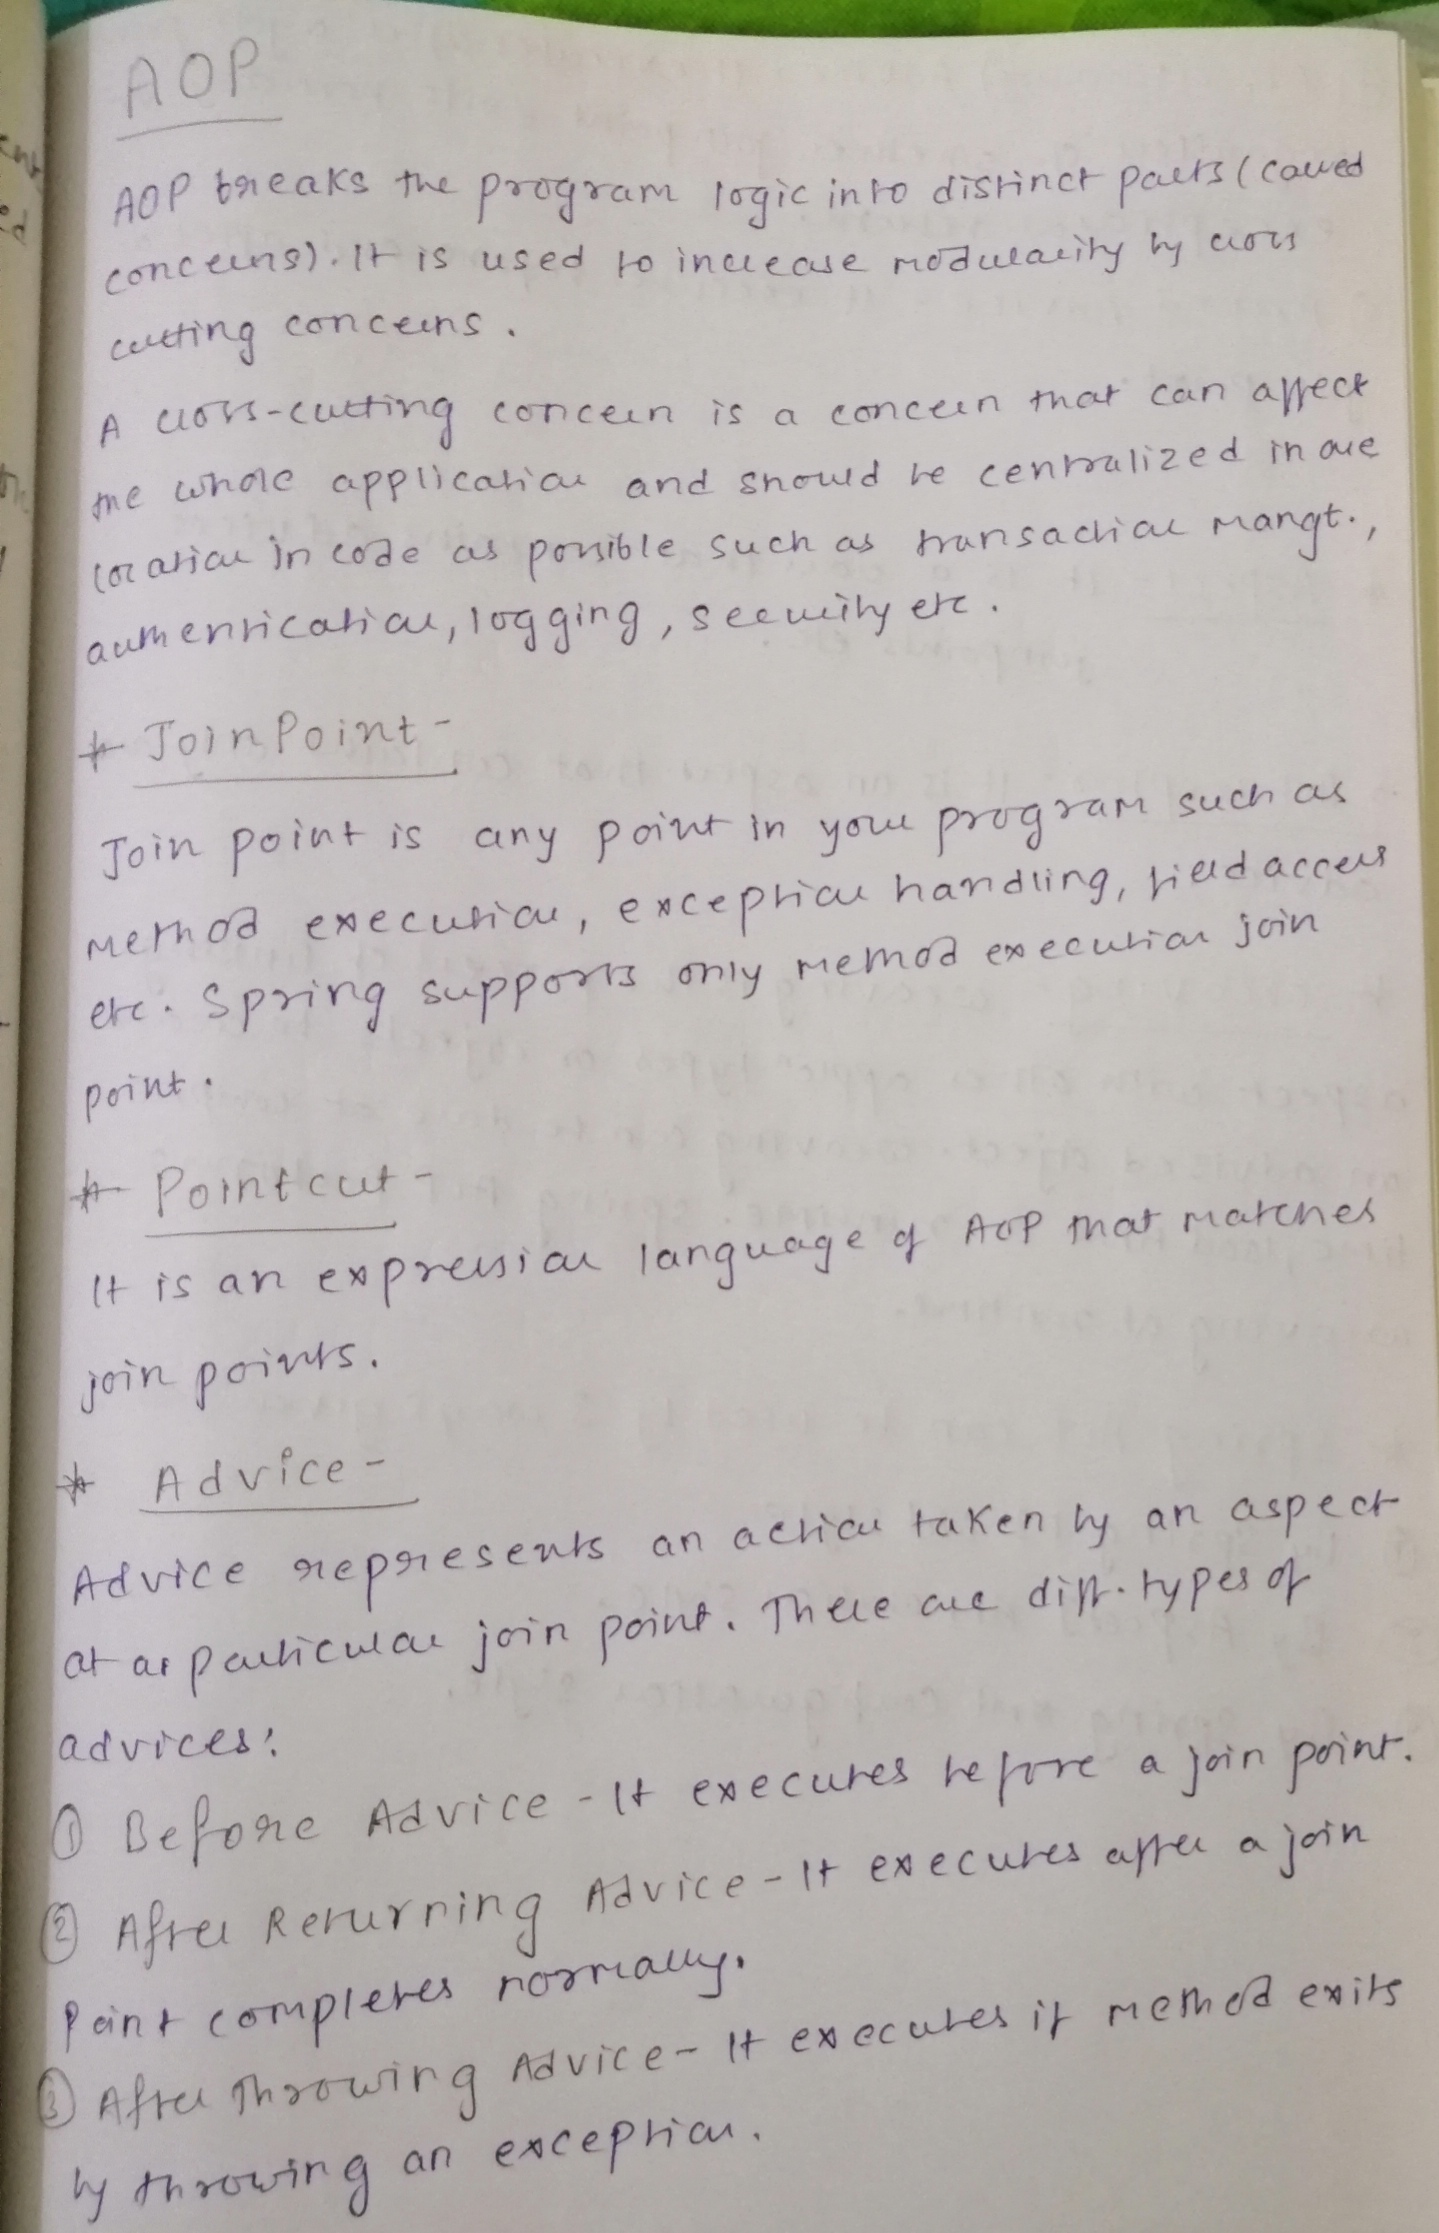 AOP
AOP breaks the program logic into distinct parts (called
concerns). It is used to increase modularity by cross
cutting concerns.
A cross-cutting concern is a concern that can affect
the whole application and should be centralized in one
location in code as possible such as transaction mangt.,
authentication, logging, security etc.
* JoinPoint -
Join point is any point in your program such as
method execution, exception handling, field access
etc. Spring supports only method execution join
point.
* Pointcut -
It is an expression language of AOP that matches
join points.
* Advice -
Advice represents an action taken by an aspect
at a particular join point. There are diff. types of
advices:
① Before Advice - It executes before a join point.
② After Returning Advice - It executes after a join
point completes normally.
③ After Throwing Advice - It executes if method exits
by throwing an exception.